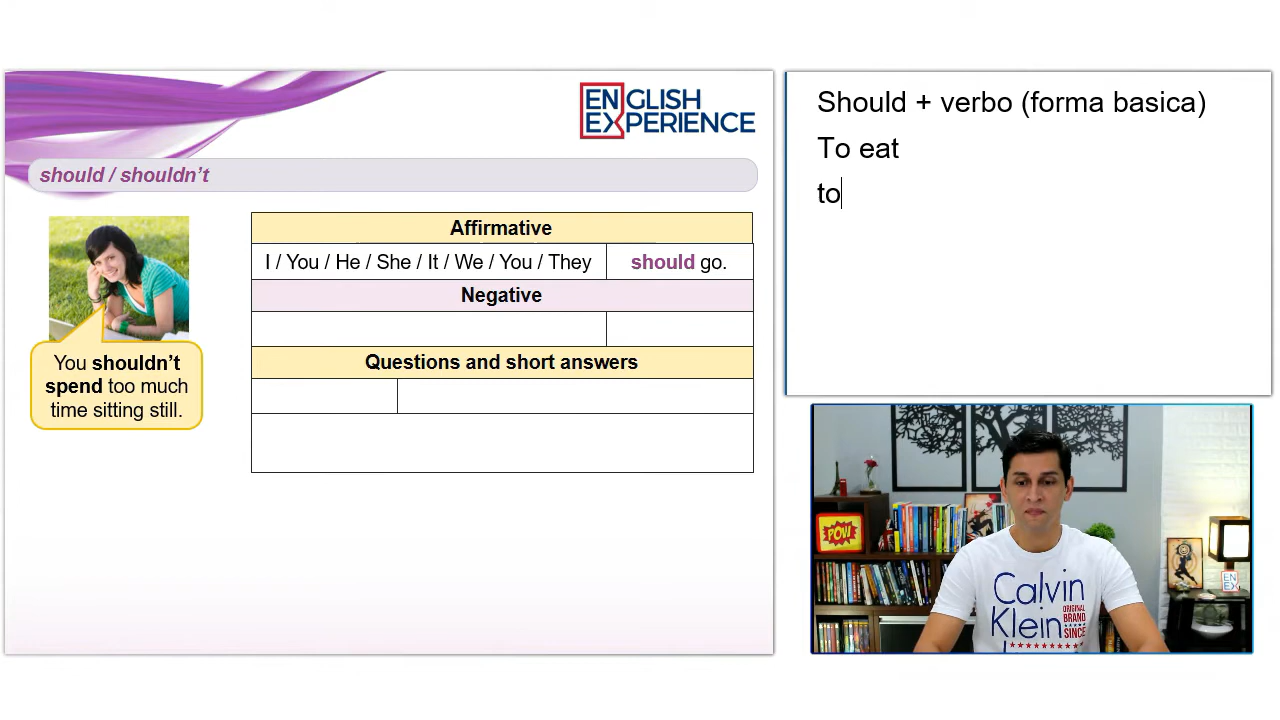 ENGLISH
EXPERIENCE
should / shouldn't
Affirmative
I / You / He / She / It / We / You / They should go.
Negative
Questions and short answers
You shouldn't
spend too much
time sitting still.
Should + verbo (forma basica)
To eat
to
POW
EN
EX
Calvin
Klein
ORIGINAL
BRAND
SINCE